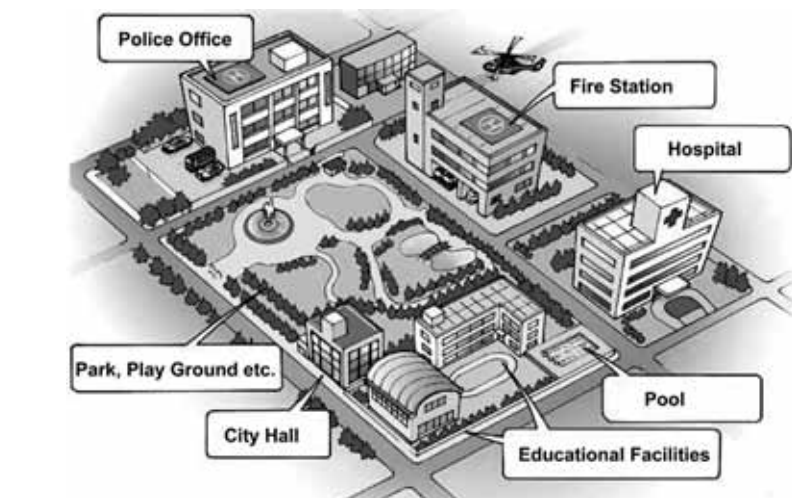 Police Office
Fire Station
Hospital
Park, Play Ground etc.
Pool
City Hall
Educational Facilities
H
H